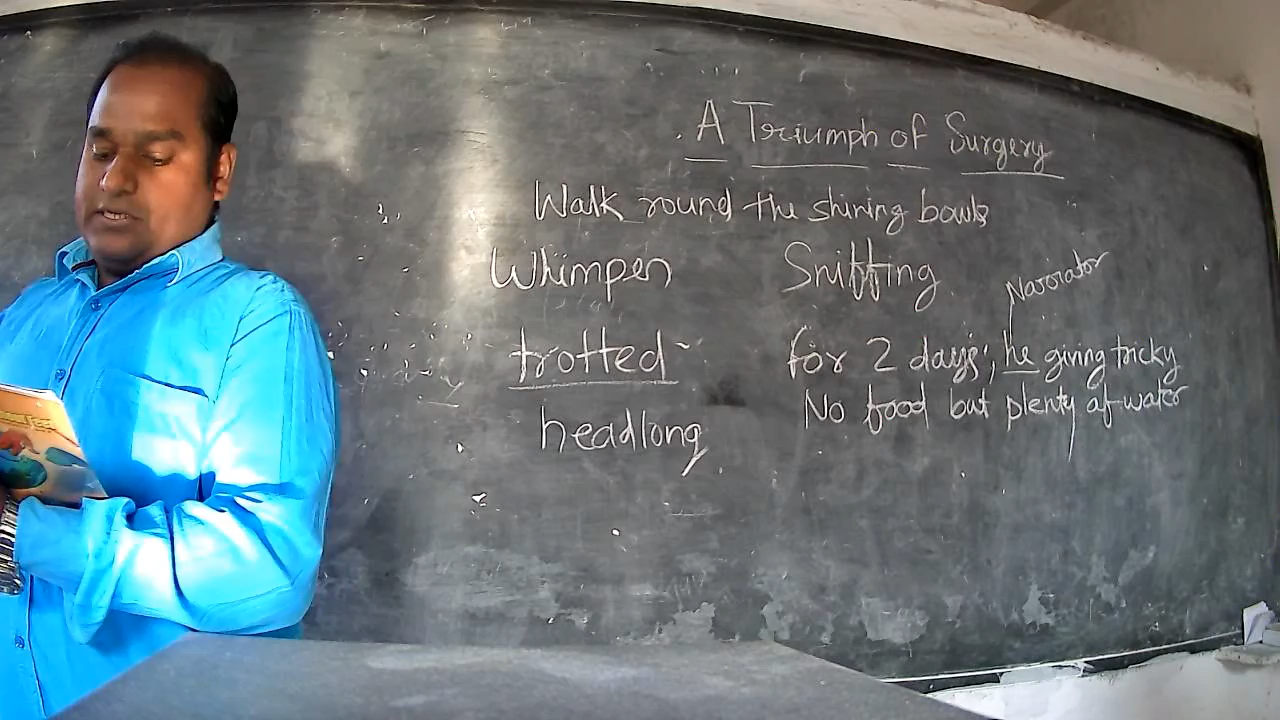 A Triumph of Surgery
Walk round the shining bowls
Whimper Sniffing
Narrator
trotted for 2 days; he giving tricky
No food but plenty of water
headlong